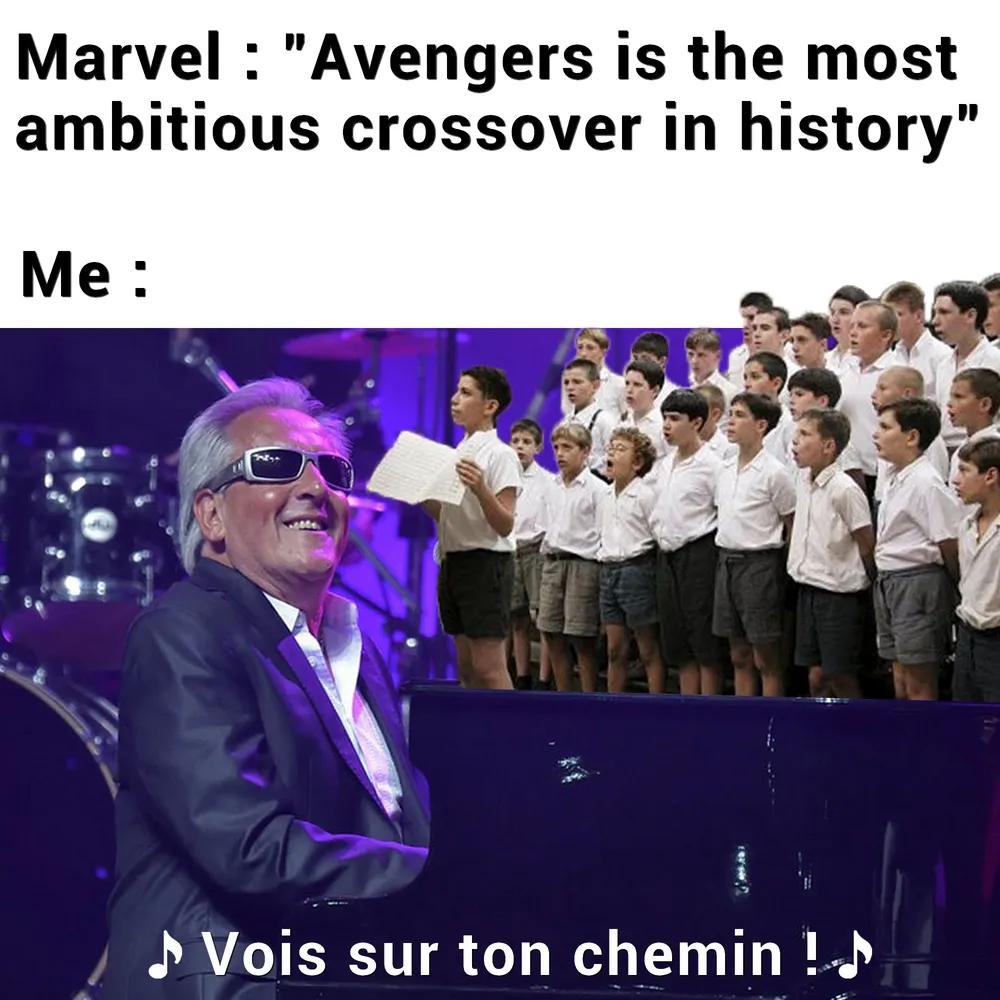 Marvel : "Avengers is the most
ambitious crossover in history"
Me :
♪ Vois sur ton chemin ! ♪